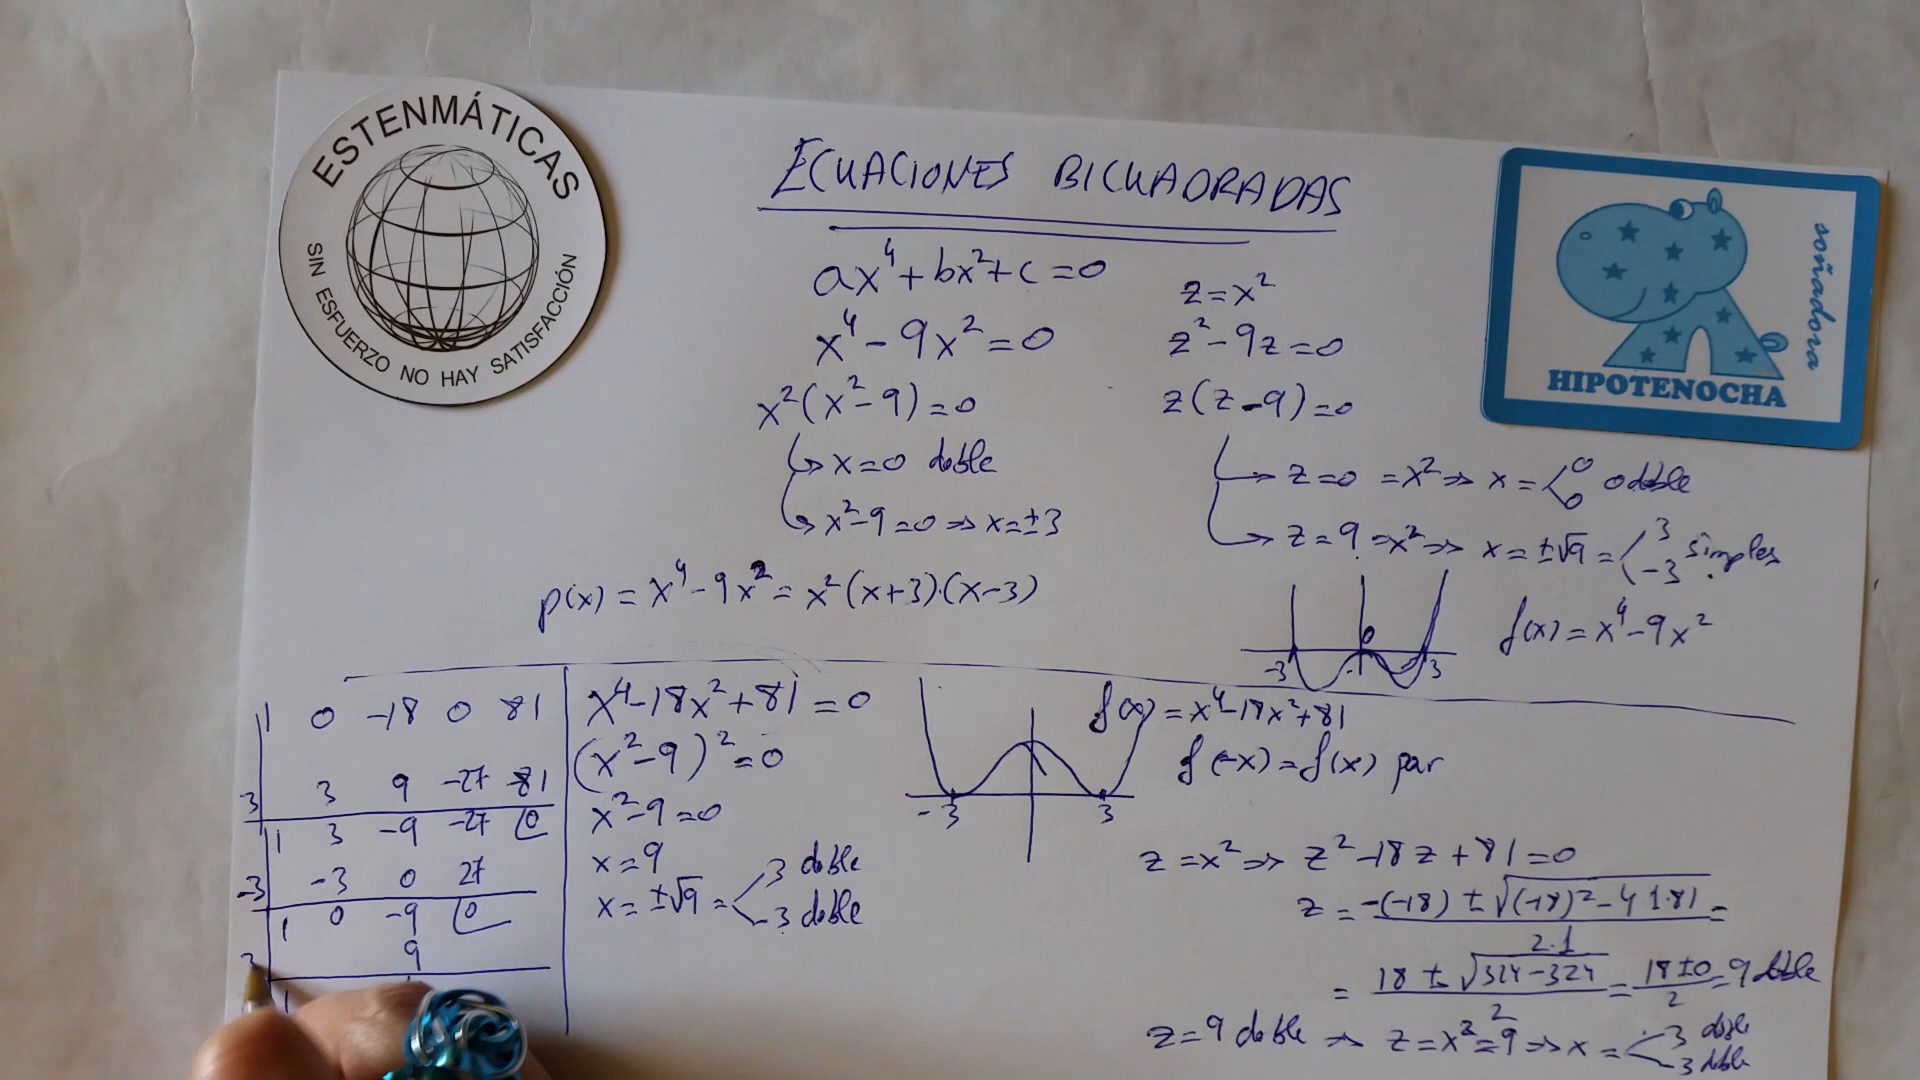 ESTENMÁTICAS
SIN ESFUERZO NO HAY SATISFACCIÓN
ECUACIONES BICUADRADAS
soñadora
HIPOTENOCHA
ax⁴+bx²+c=0
x⁴-9x²=0
x²(x²-9)=0
↳ x=0 doble
↳ x²-9=0 ⇒ x=±3
z=x²
z²-9z=0
z(z-9)=0
→ z=0 =x² ⇒ x=< 0 0 0 doble
→ z=9=x² ⇒ x=±√9=< 3 -3 simples
p(x)=x⁴-9x²=x²(x+3)·(x-3)
-3 0 3
f(x)=x⁴-9x²
1 0 -18 0 81
3 3 9 -27 -81
1 3 -9 -27 0
-3 -3 0 27
1 0 -9 0
3 9
1
x⁴-18x²+81=0
(x²-9)²=0
x²-9=0
x=9
x=±√9=< 3 doble
-3 doble
-3 3
f(x)=x⁴-18x²+81
f(-x)=f(x) par
z=x² ⇒ z²-18z+81=0
z=(-(-18)±√((-18)²-4·1·81))/(2·1)=
=(18±√(324-324))/2=(18±0)/2=9 doble
z=9 doble ⇒ z=x²=9 ⇒ x=< 3 doble
-3 doble